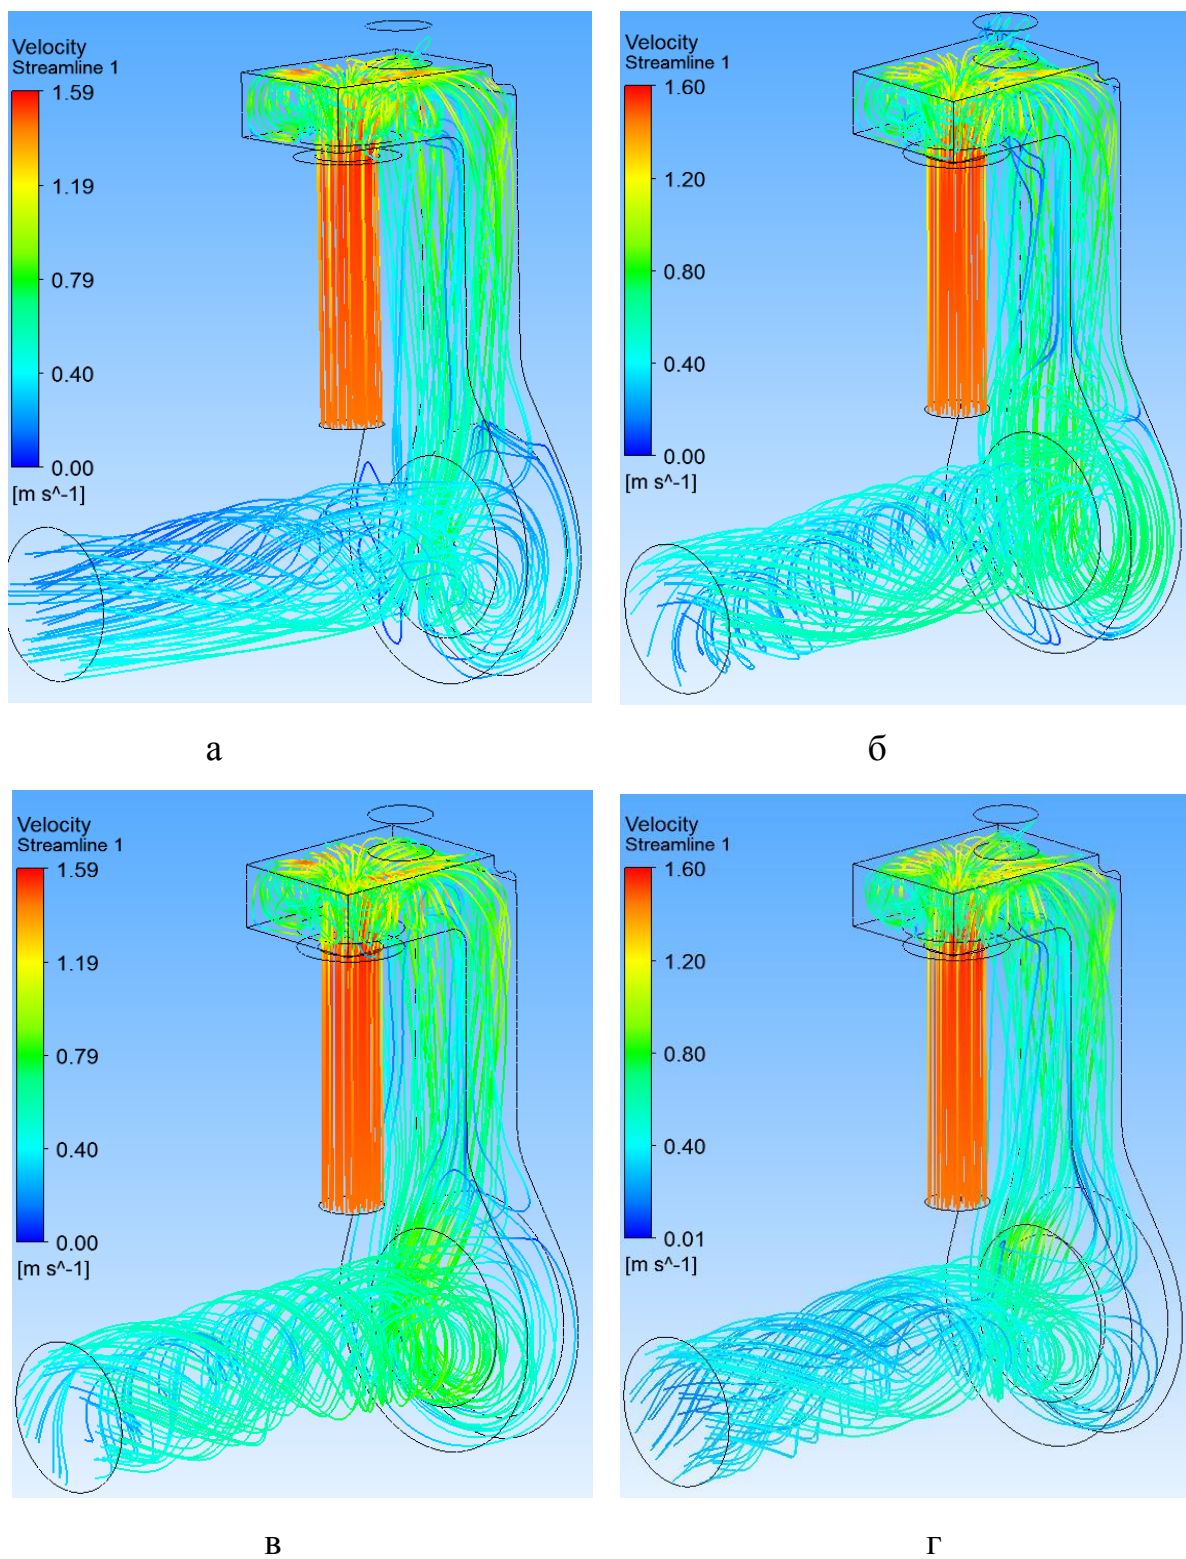 Velocity
Streamline 1
1.59
1.19
0.79
0.40
0.00
[m s^-1]
Velocity
Streamline 1
1.60
1.20
0.80
0.40
0.00
[m s^-1]
а
б
Velocity
Streamline 1
1.59
1.19
0.79
0.40
0.00
[m s^-1]
Velocity
Streamline 1
1.60
1.20
0.80
0.40
0.01
[m s^-1]
в
г